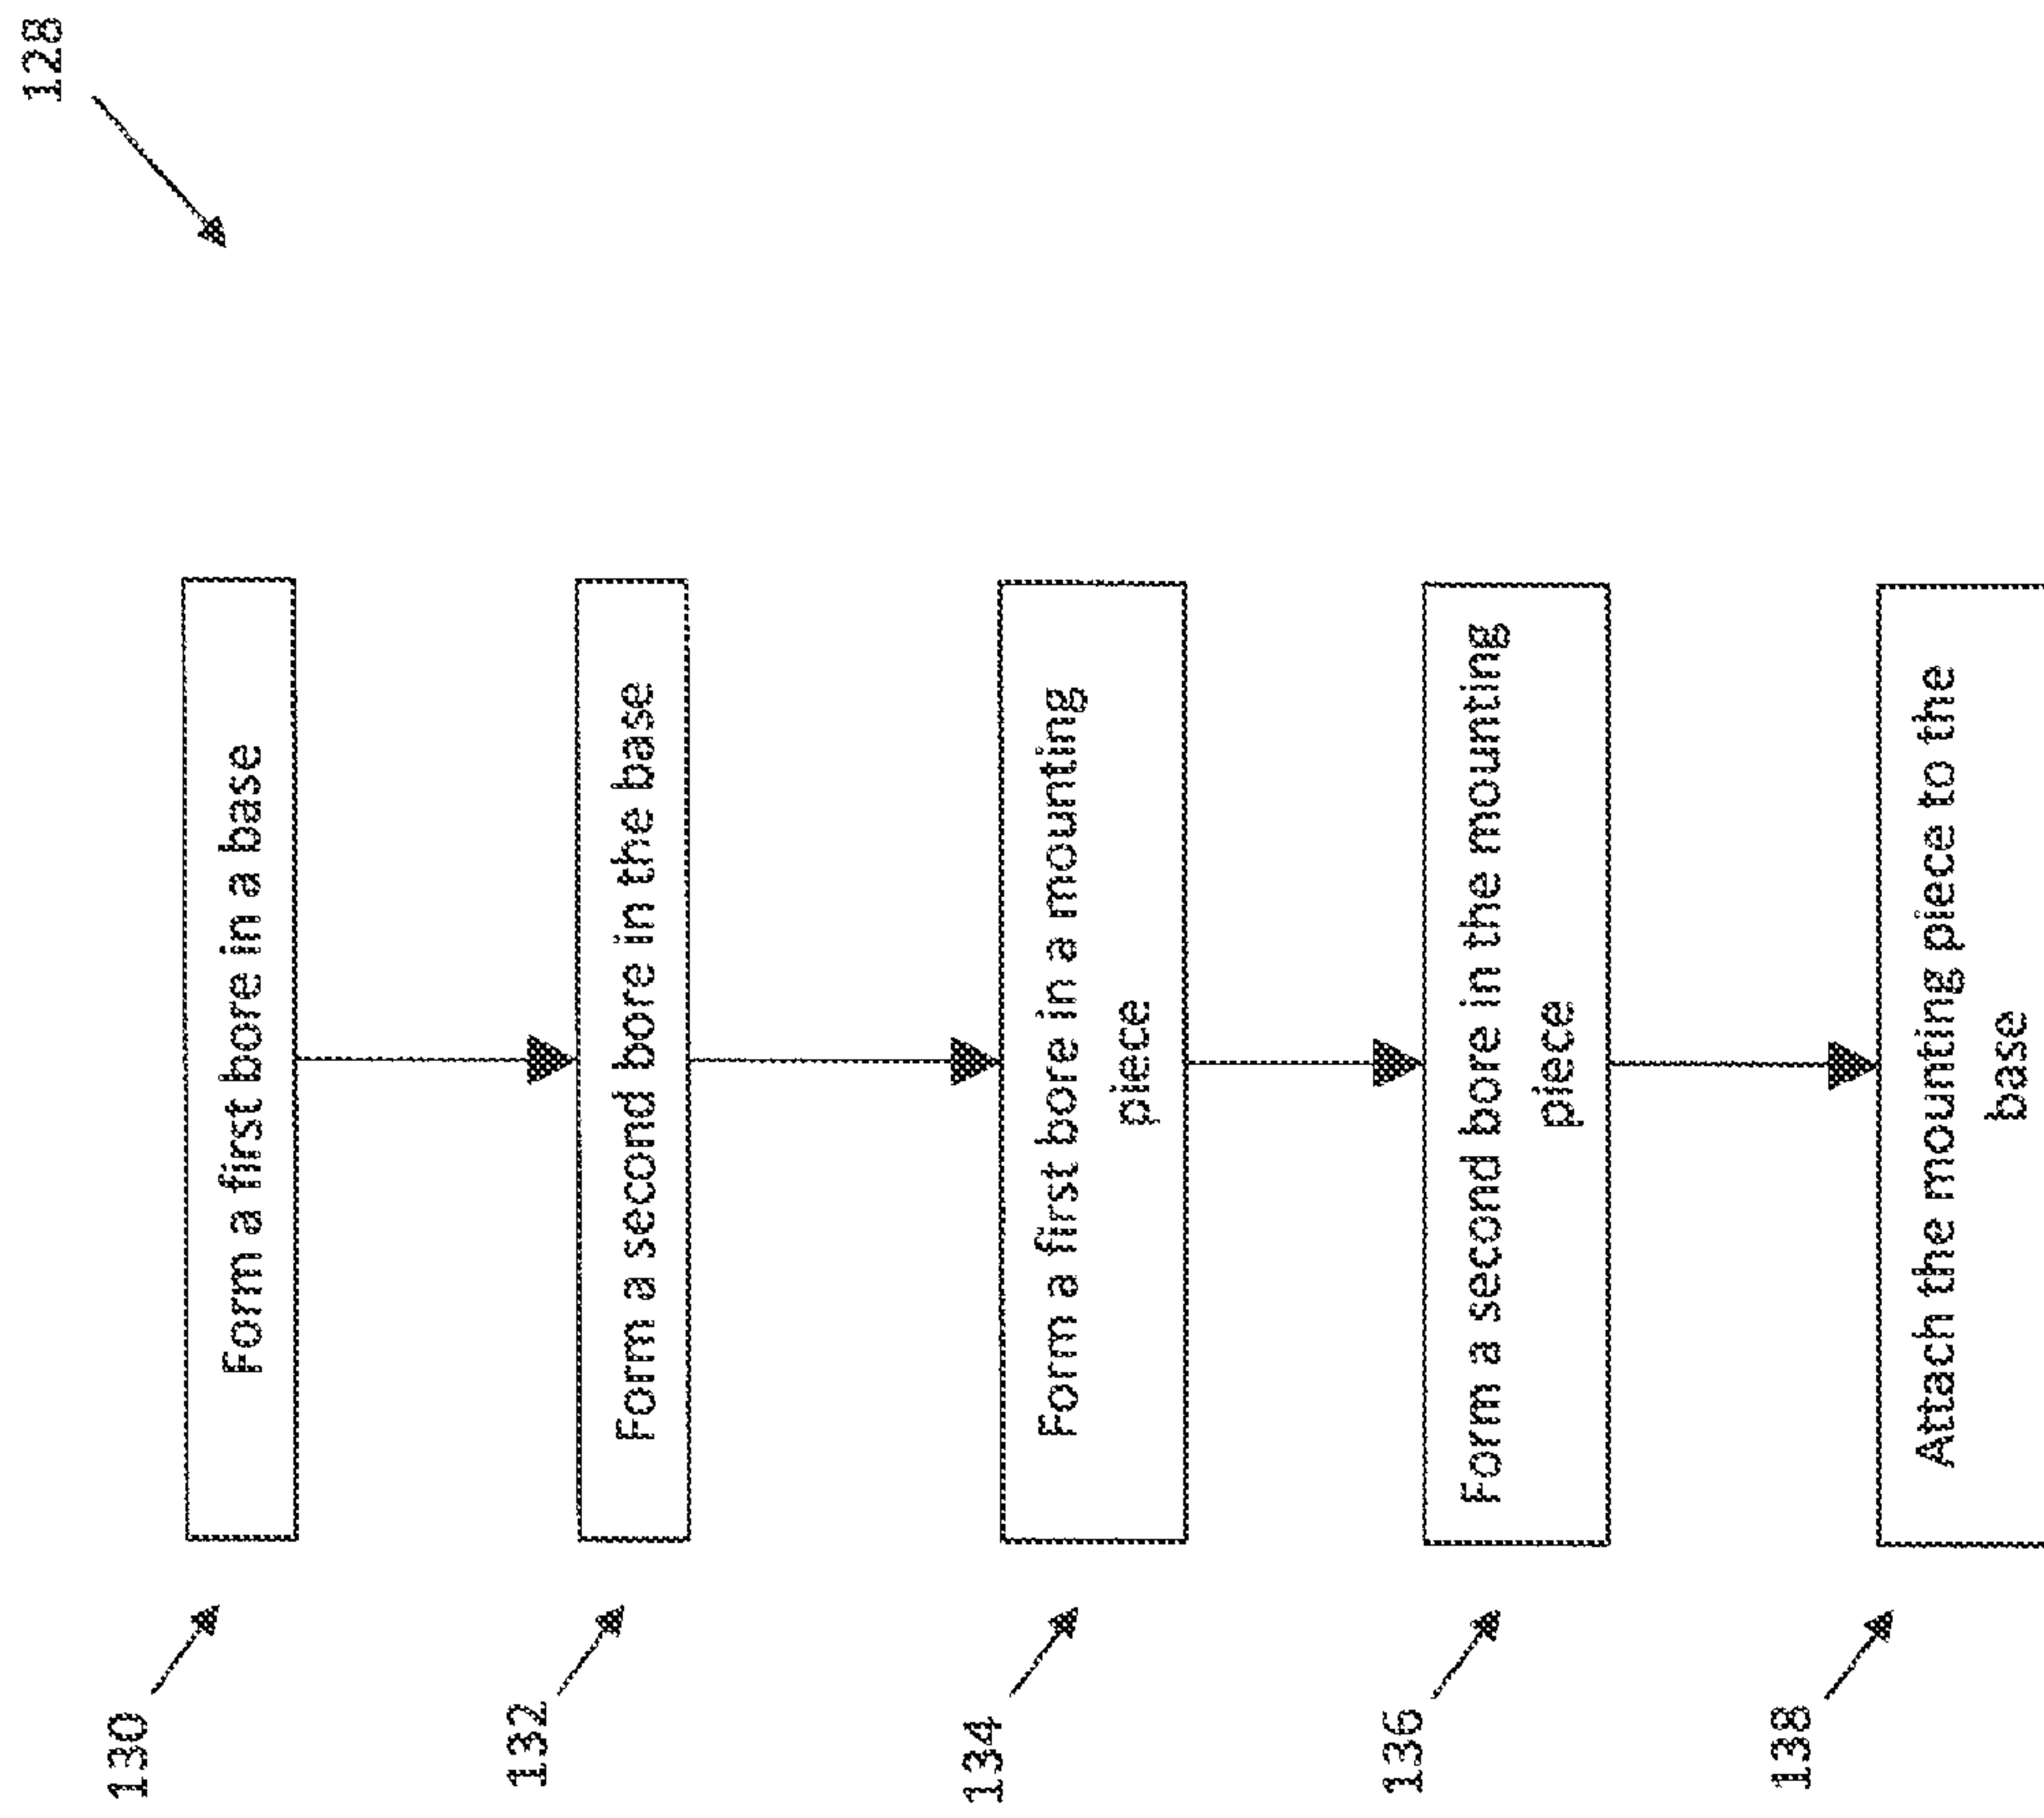 128
130
Form a first bore in a base
132
Form a second bore in the base
134
Form a first bore in a mounting
piece
136
Form a second bore in the mounting
piece
138
Attach the mounting piece to the
base